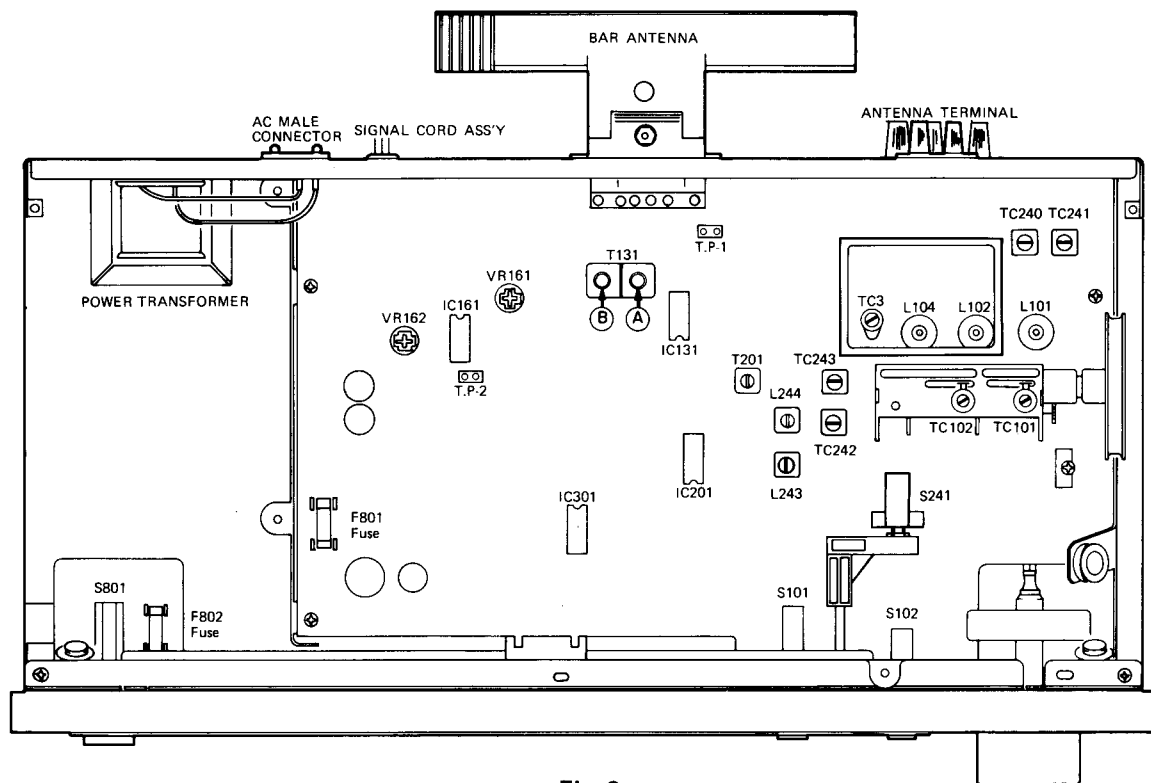 BAR ANTENNA
AC MALE
CONNECTOR
SIGNAL CORD ASS'Y
ANTENNA TERMINAL
TC240
TC241
T.P-1
T131
POWER TRANSFORMER
VR161
IC161
VR162
B
A
IC131
TC3
L104
L102
L101
T.P-2
T201
TC243
L244
TC102
TC101
TC242
L243
IC201
S241
IC301
F801
Fuse
S801
F802
Fuse
S101
S102